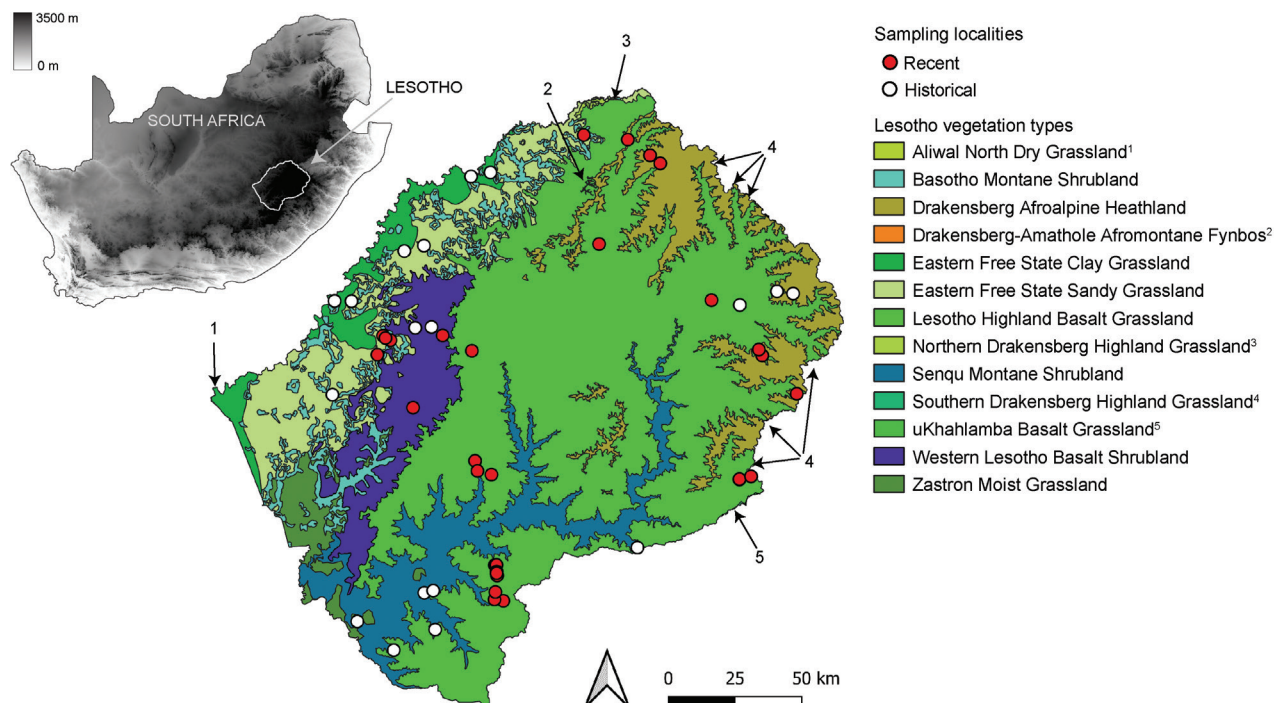 3500 m
0 m
LESOTHO
SOUTH AFRICA
3
2
4
1
4
4
5
0 25 50 km
Sampling localities
Recent
Historical
Lesotho vegetation types
Aliwal North Dry Grassland¹
Basotho Montane Shrubland
Drakensberg Afroalpine Heathland
Drakensberg-Amathole Afromontane Fynbos²
Eastern Free State Clay Grassland
Eastern Free State Sandy Grassland
Lesotho Highland Basalt Grassland
Northern Drakensberg Highland Grassland³
Senqu Montane Shrubland
Southern Drakensberg Highland Grassland⁴
uKhahlamba Basalt Grassland⁵
Western Lesotho Basalt Shrubland
Zastron Moist Grassland